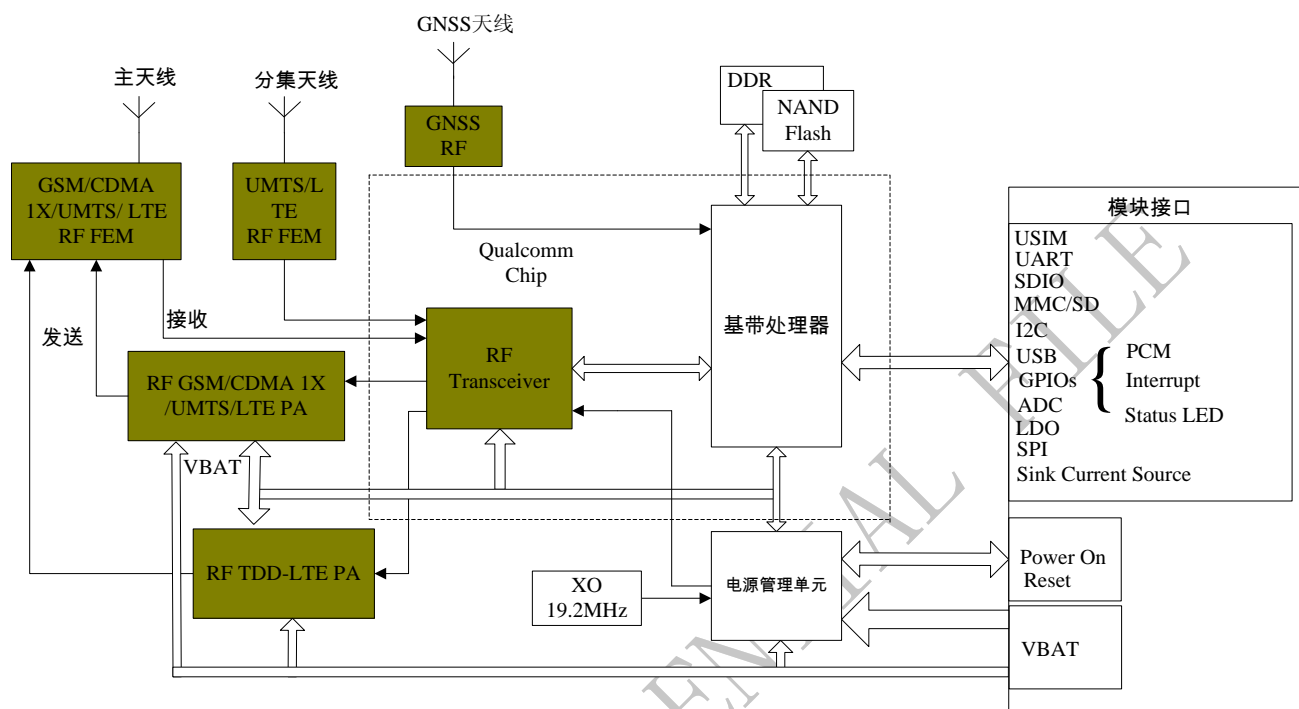 GNSS天线
主天线
分集天线
DDR
NAND
Flash
GNSS
RF
GSM/CDMA
1X/UMTS/ LTE
RF FEM
UMTS/L
TE
RF FEM
Qualcomm
Chip
模块接口
USIM
UART
SDIO
MMC/SD
I2C
USB
GPIOs
ADC
LDO
SPI
Sink Current Source
{
PCM
Interrupt
Status LED
发送
接收
基带处理器
RF
Transceiver
RF GSM/CDMA 1X
/UMTS/LTE PA
VBAT
RF TDD-LTE PA
XO
19.2MHz
电源管理单元
Power On
Reset
VBAT
ENTIAL FILE